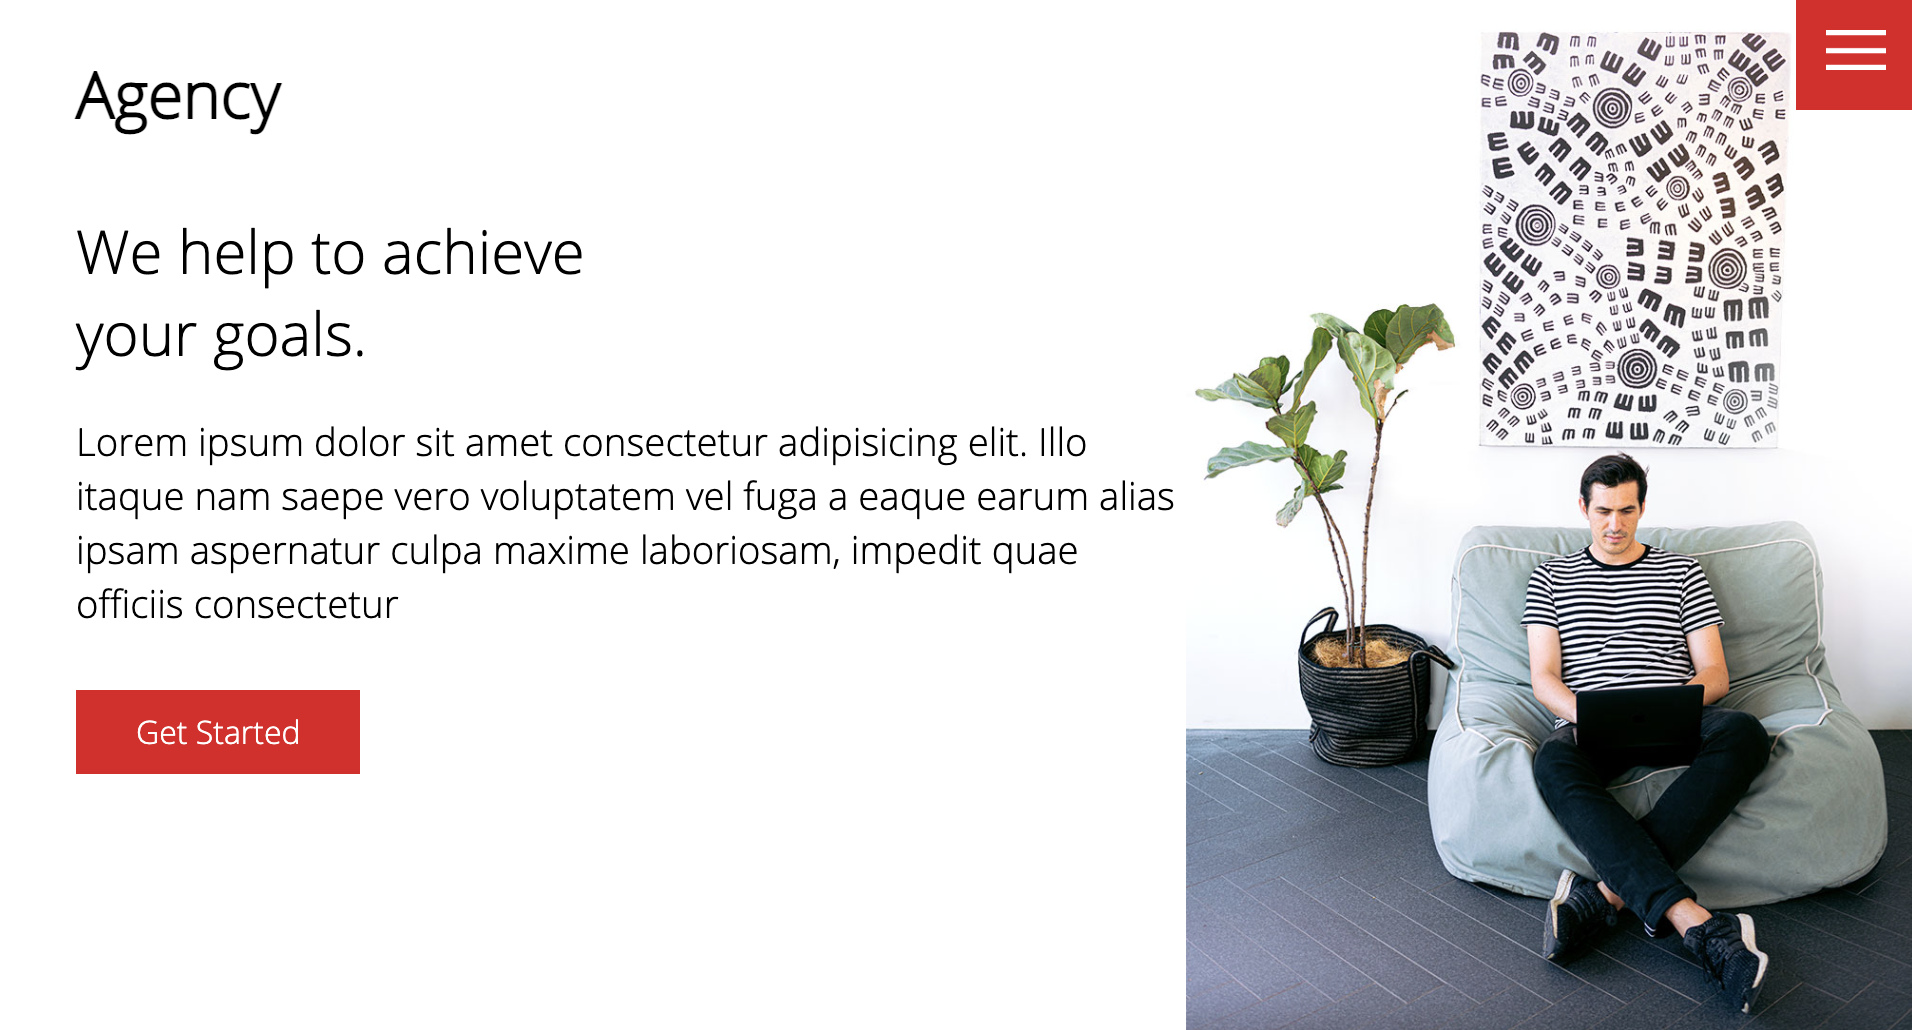 Agency
We help to achieve
your goals.
Lorem ipsum dolor sit amet consectetur adipisicing elit. Illo
itaque nam saepe vero voluptatem vel fuga a eaque earum alias
ipsam aspernatur culpa maxime laboriosam, impedit quae
officiis consectetur
Get Started